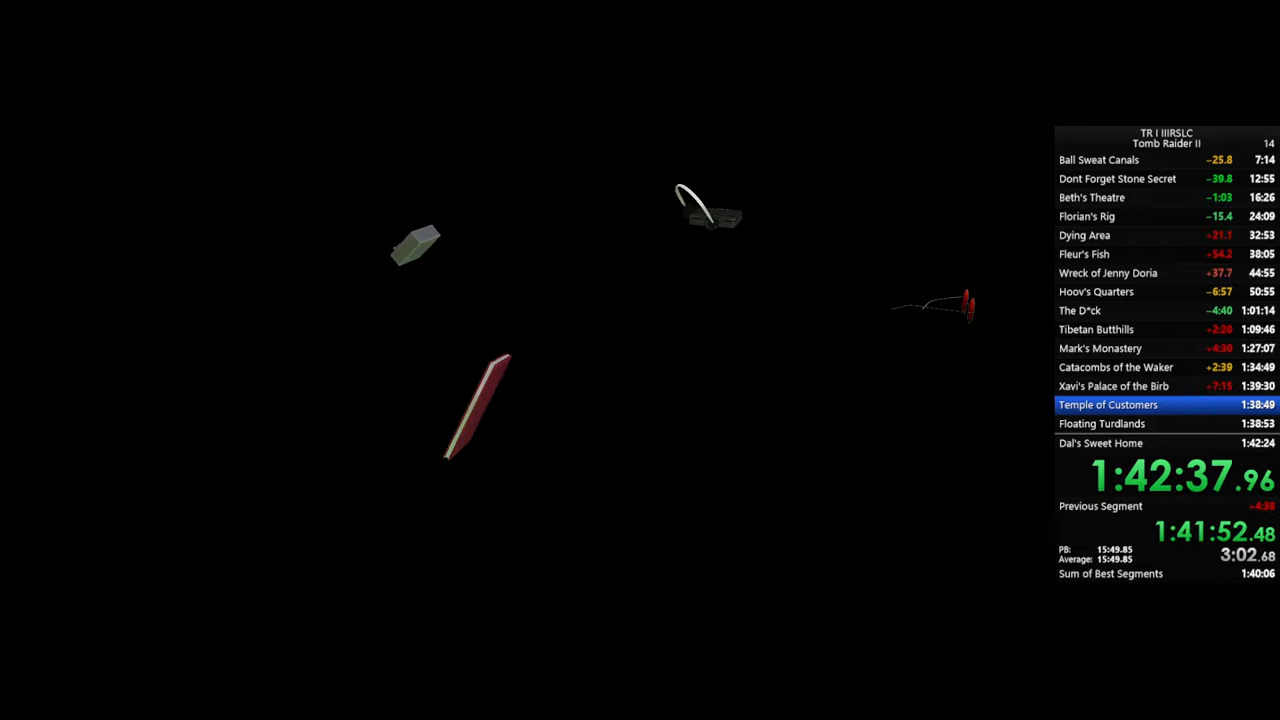 TR I IIIRSLC
Tomb Raider II 14
Ball Sweat Canals -25.8 7:14
Dont Forget Stone Secret -39.8 12:55
Beth's Theatre -1:03 16:26
Florian's Rig -15.4 24:09
Dying Area +21.1 32:53
Fleur's Fish +54.2 38:05
Wreck of Jenny Doria +37.7 44:55
Hoov's Quarters -6:57 50:55
The D*ck -4:40 1:01:14
Tibetan Butthills +2:20 1:09:46
Mark's Monastery +4:30 1:27:07
Catacombs of the Waker +2:39 1:34:49
Xavi's Palace of the Birb +7:15 1:39:30
Temple of Customers 1:38:49
Floating Turdlands 1:38:53
Dal's Sweet Home 1:42:24
1:42:37.96
Previous Segment +4:36
1:41:52.48
PB: 15:49.85
Average: 15:49.85
3:02.68
Sum of Best Segments 1:40:06